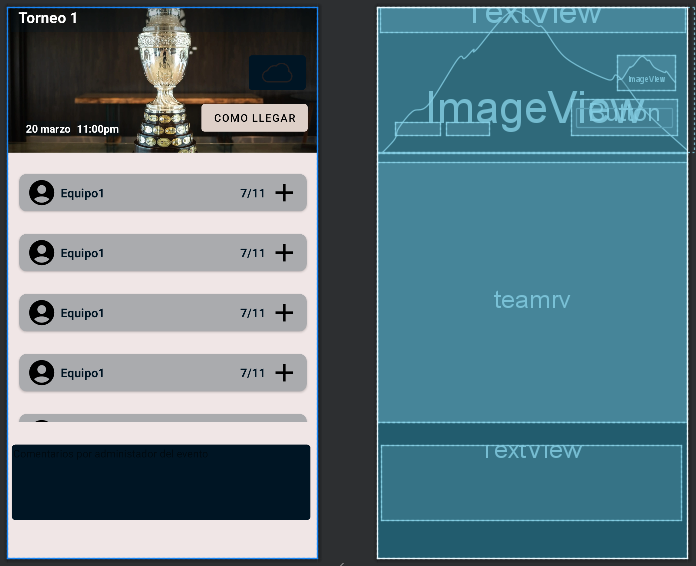 Torneo 1
COMO LLEGAR
20 marzo 11:00pm
Equipo1 7/11
Equipo1 7/11
Equipo1 7/11
Equipo1 7/11
TextView
ImageView
ImageView
Button
teamrv
TextView